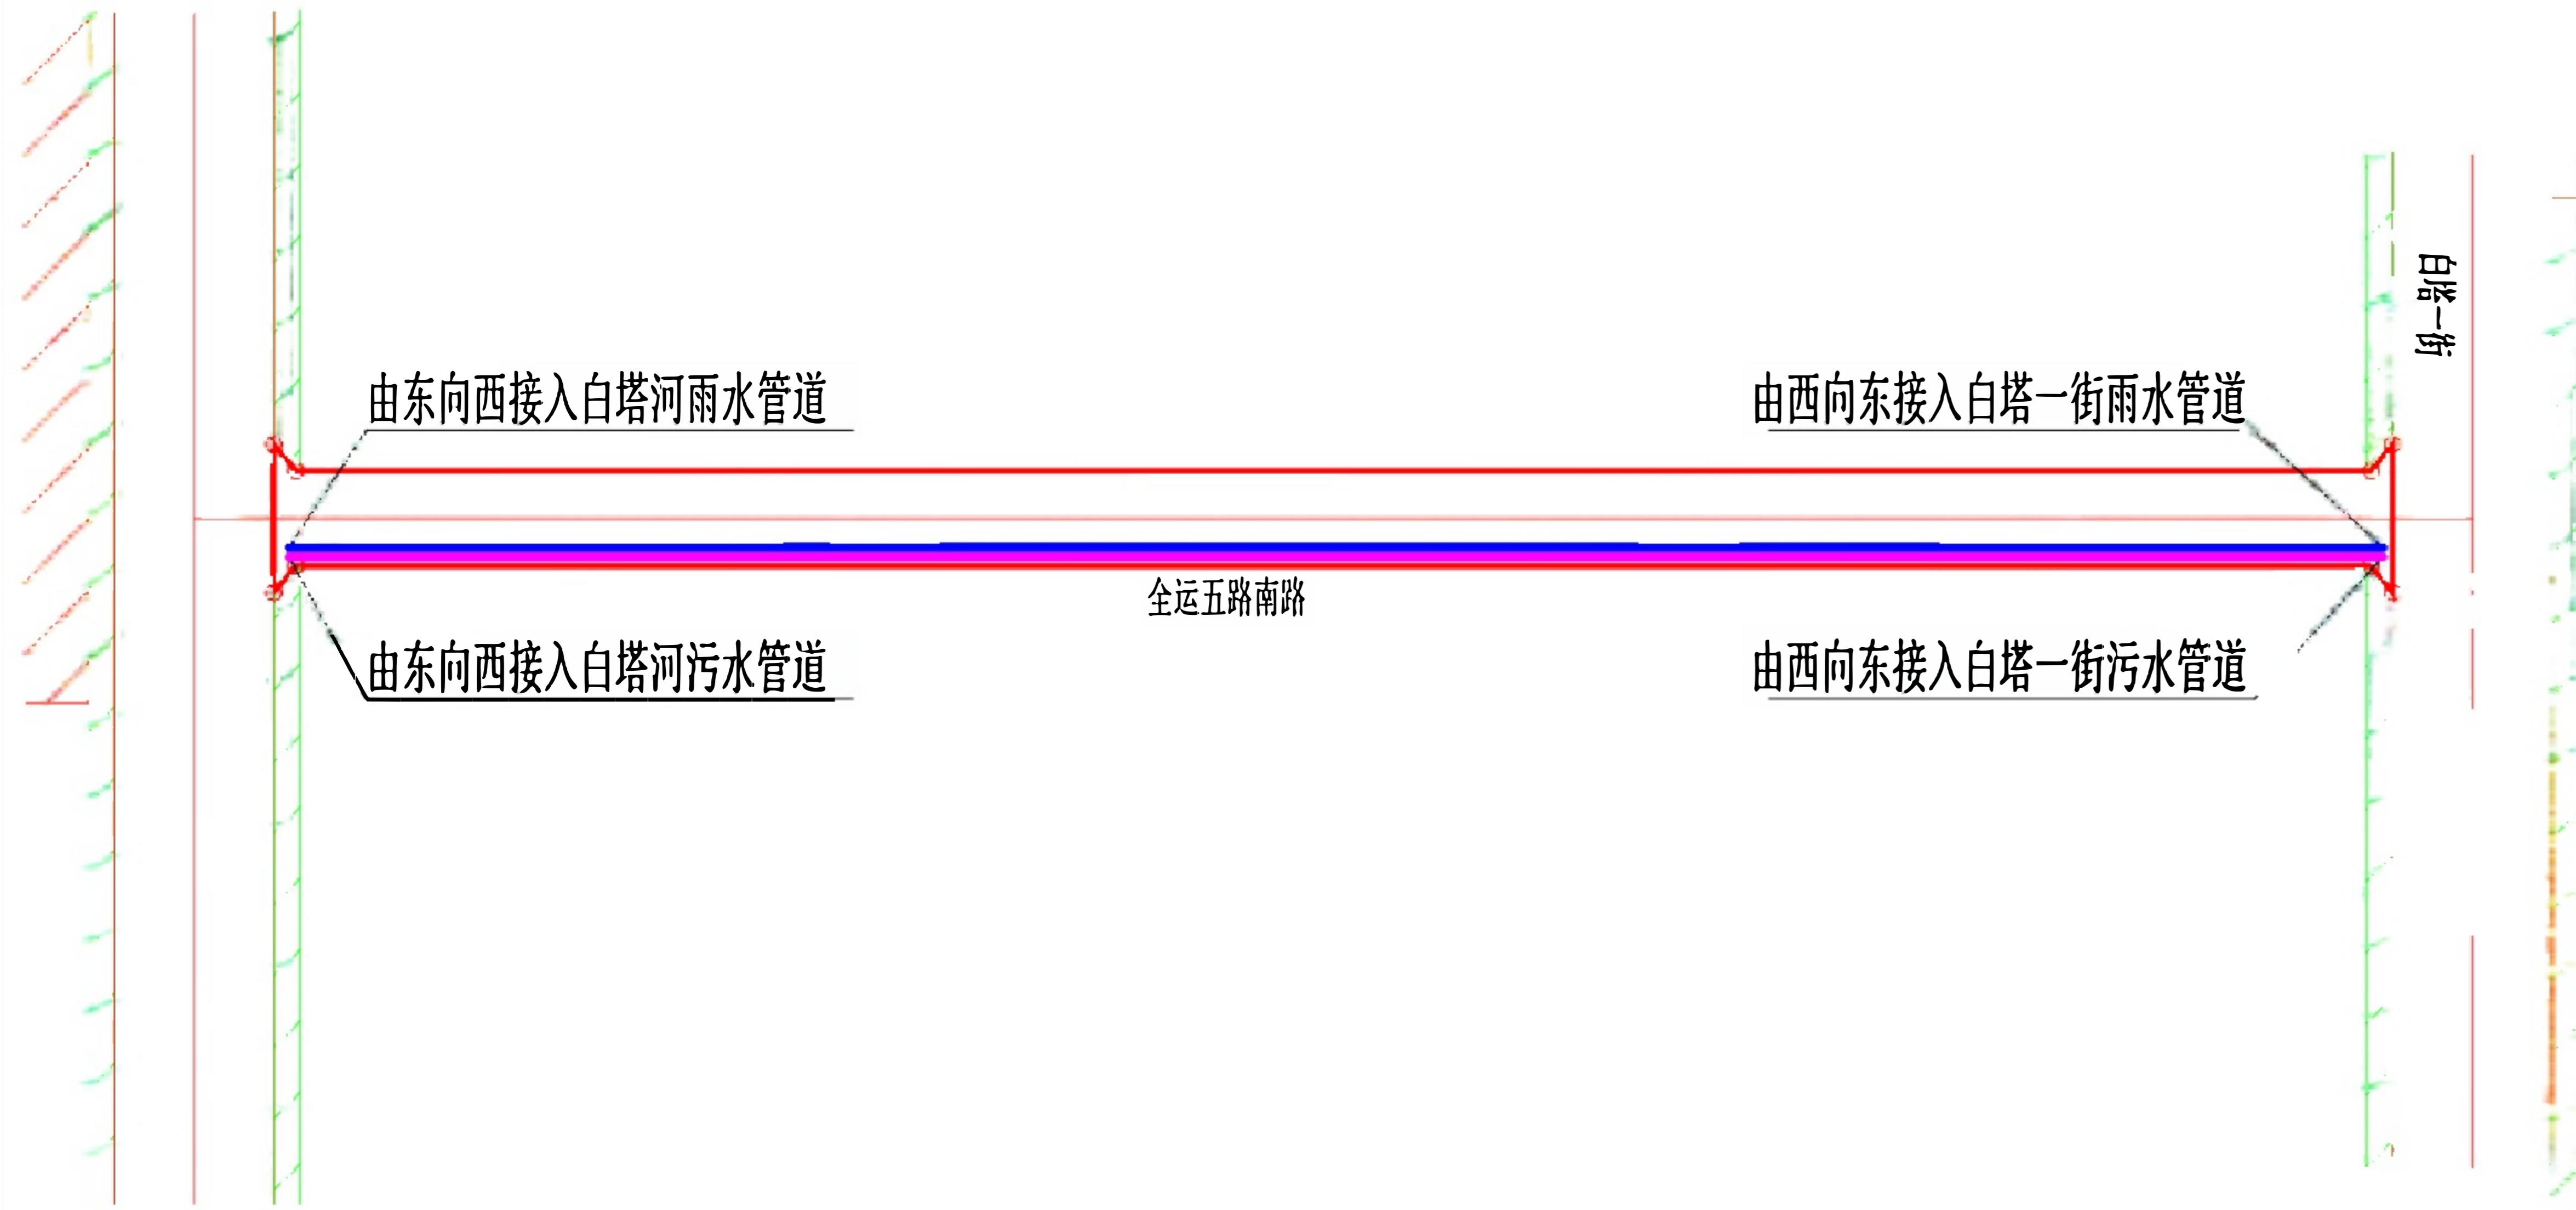 白塔一街
由东向西接入白塔河雨水管道
由西向东接入白塔一街雨水管道
全运五路南路
由东向西接入白塔河污水管道
由西向东接入白塔一街污水管道